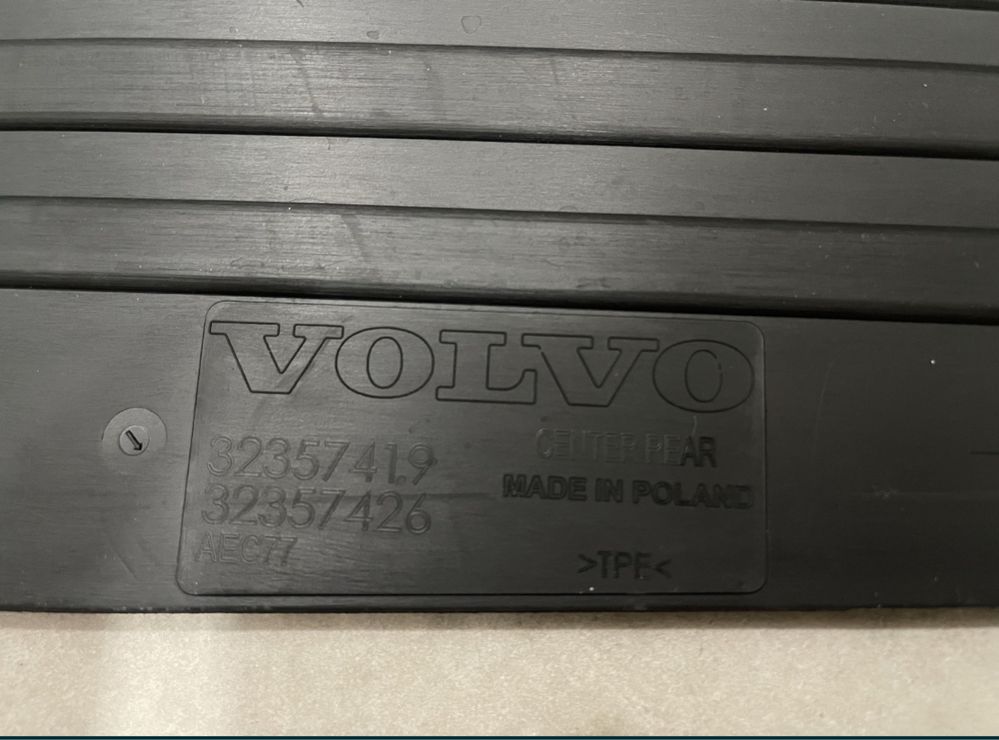 VOLVO
32357419
32357426
AEC77
CENTER REAR
MADE IN POLAND
>TPE<